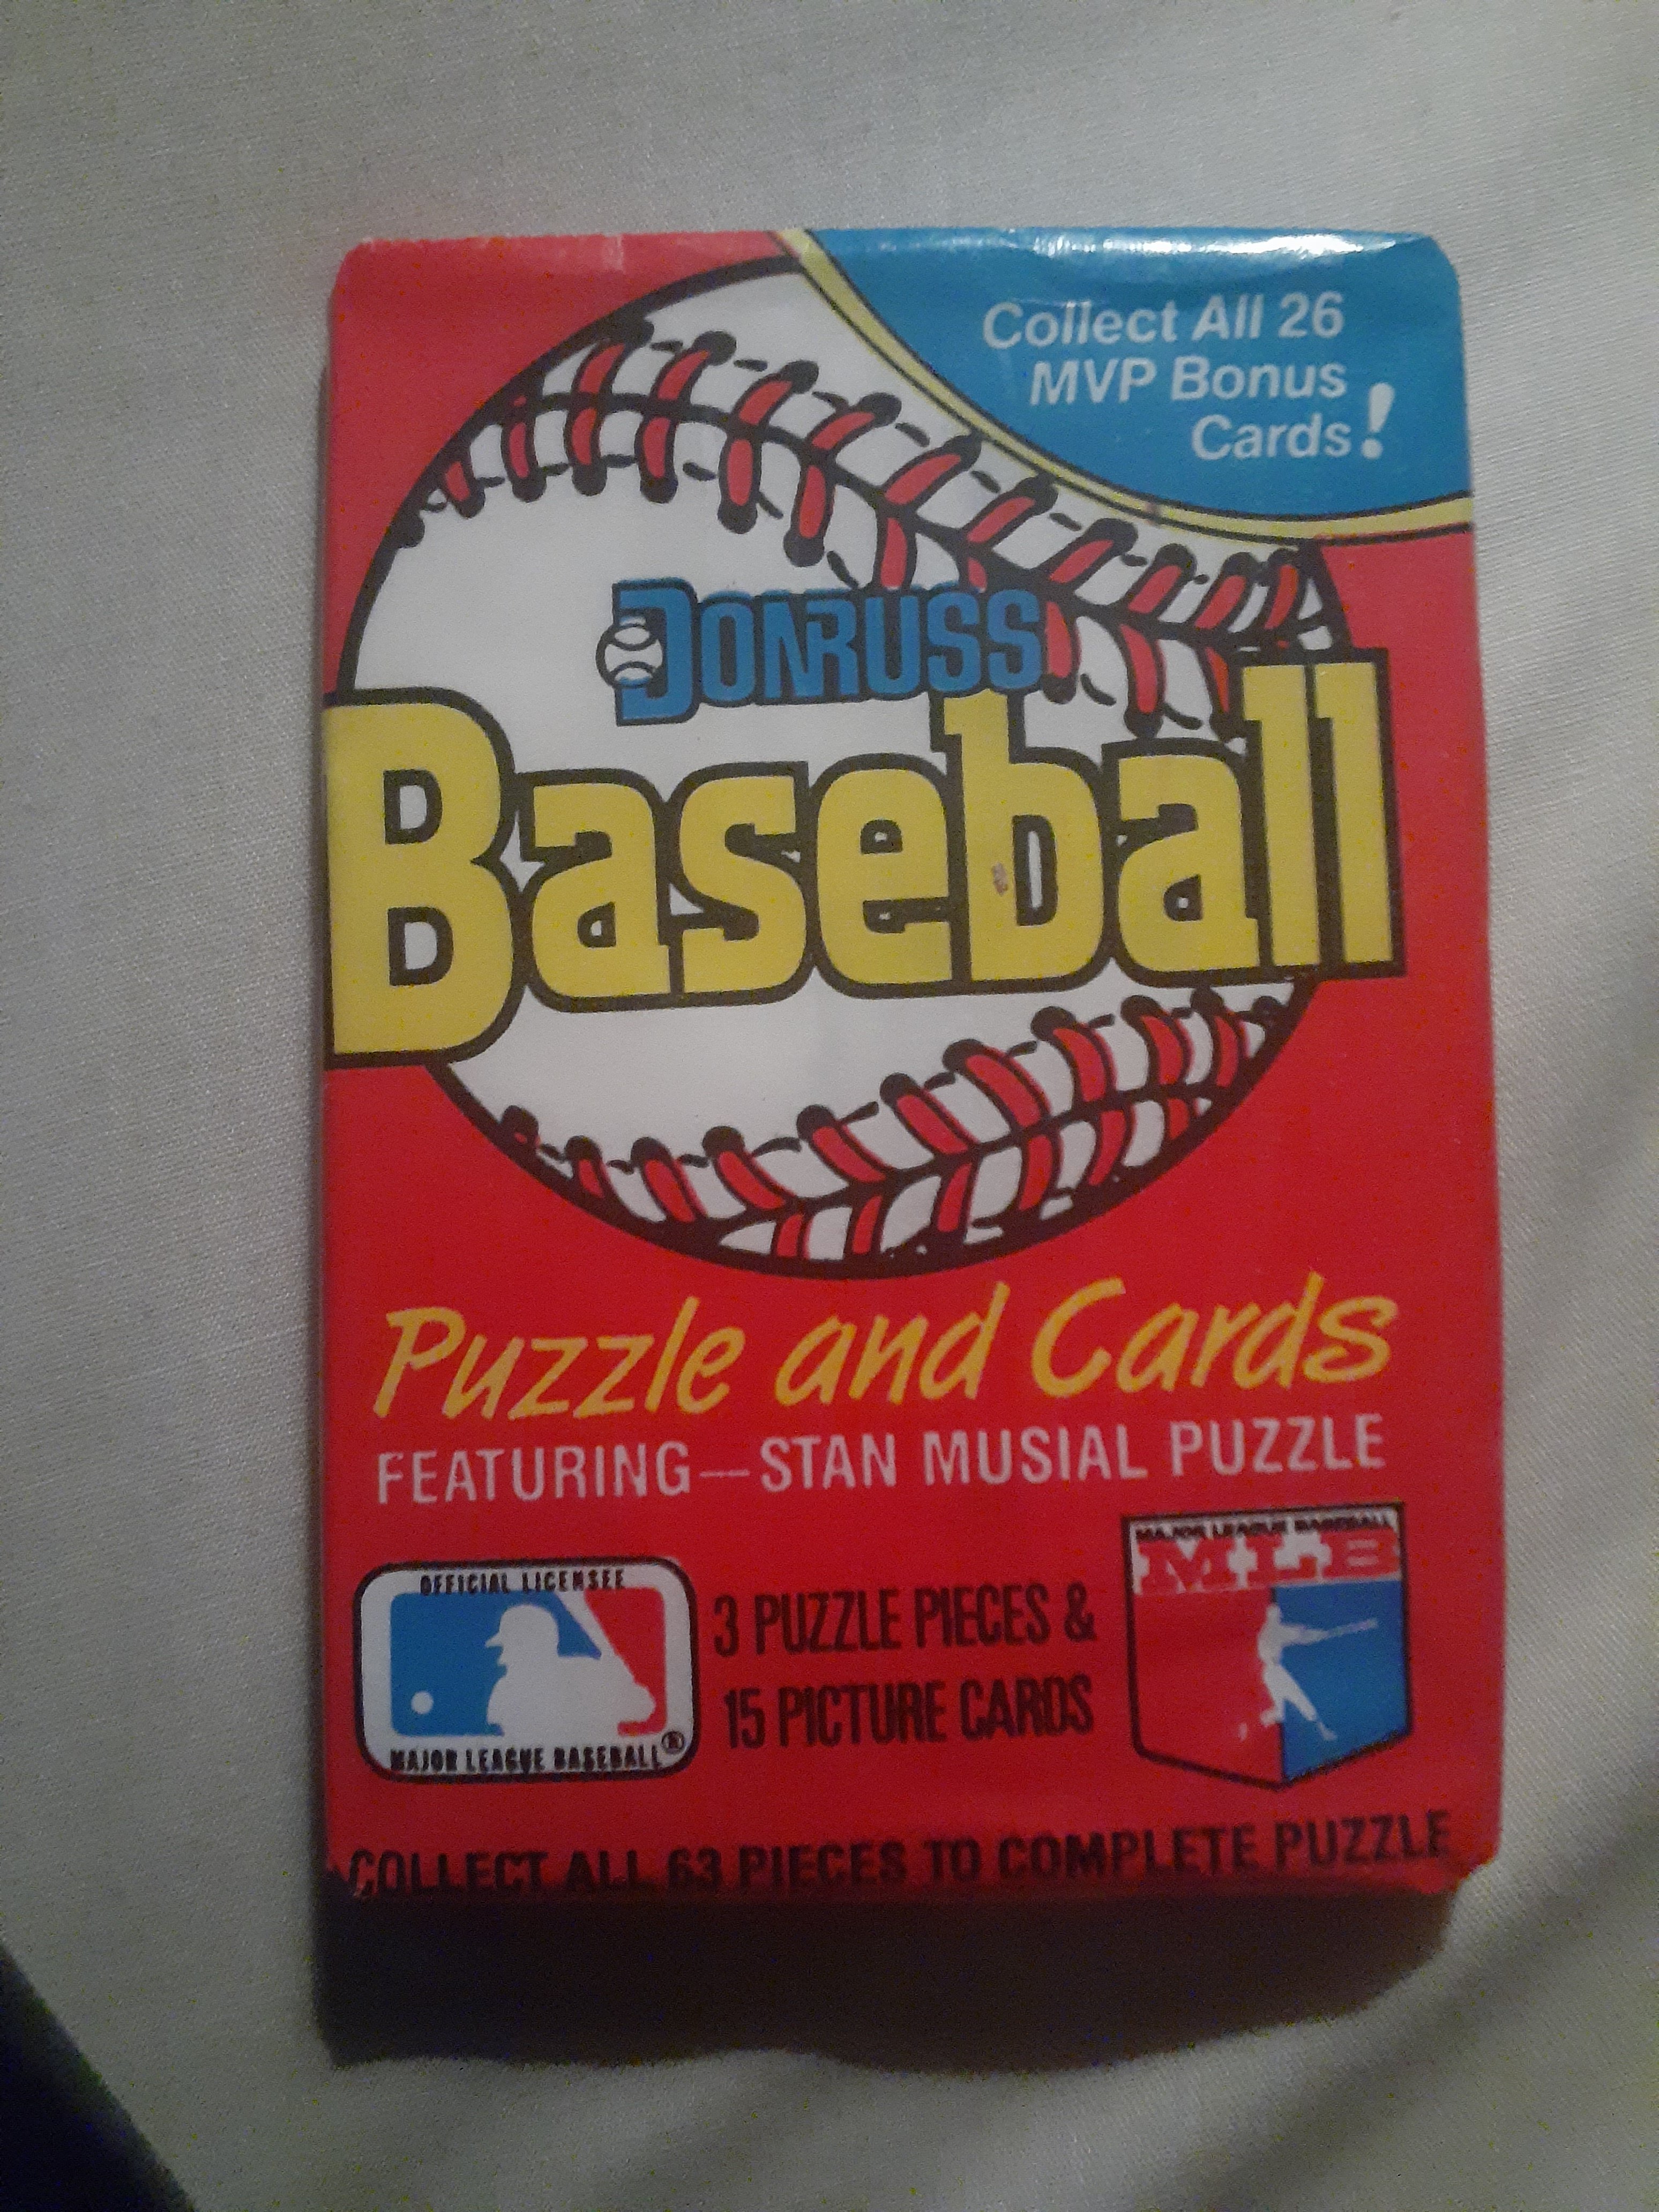 Collect All 26
MVP Bonus
Cards!
DONRUSS
Baseball
Puzzle and Cards
FEATURING—STAN MUSIAL PUZZLE
OFFICIAL LICENSEE
MAJOR LEAGUE BASEBALL®
3 PUZZLE PIECES &
15 PICTURE CARDS
MAJOR LEAGUE BASEBALL
MLB
COLLECT ALL 63 PIECES TO COMPLETE PUZZLE